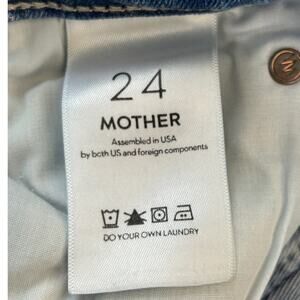 24
MOTHER
Assembled in USA
by both US and foreign components
DO YOUR OWN LAUNDRY